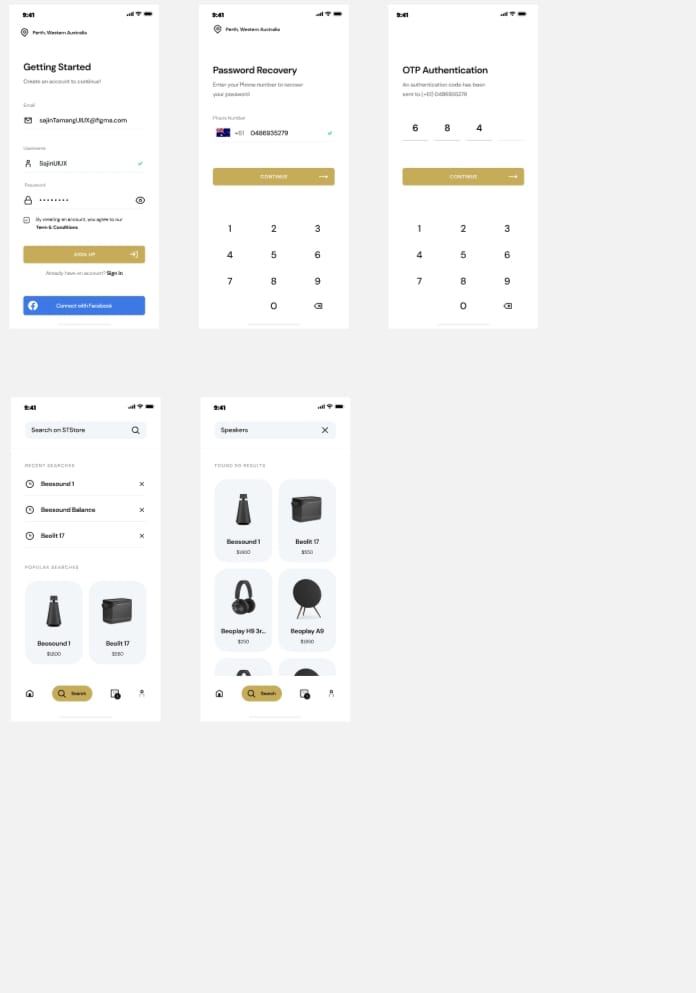 9:41
Perth, Western Australia
Getting Started
Create an account to continue!
Email
sajinTamangUIUX@figma.com
Username
SajinUIUX
Password
By creating an account, you agree to our
Term & Conditions
SIGN UP
Already have an account? Sign in
Connect with Facebook
9:41
Perth, Western Australia
Password Recovery
Enter your Phone number to recover
your password
Phone Number
+61 0486935279
CONTINUE
1 2 3
4 5 6
7 8 9
0
9:41
OTP Authentication
An authentication code has been
sent to (+61) 0486935279
6 8 4
CONTINUE
1 2 3
4 5 6
7 8 9
0
9:41
Search on STStore
RECENT SEARCHES
Beosound 1
Beosound Balance
Beolit 17
POPULAR SEARCHES
Beosound 1
Beolit 17
Search
9:41
Speakers
RESULTS
Beosound 1
Beolit 17
$550
Beoplay H9 3r...
Beoplay A9
$250
Search